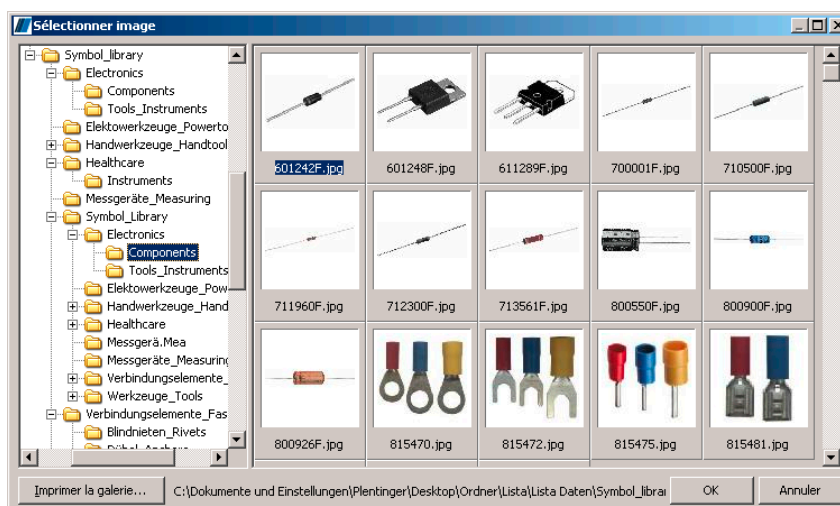 Sélectionner image
Symbol_library
Electronics
Components
Tools_Instruments
Elektowerkzeuge_Powerto
Handwerkzeuge_Handtool
Healthcare
Instruments
Messgeräte_Measuring
Symbol_Library
Electronics
Components
Tools_Instruments
Elektowerkzeuge_Pow
Handwerkzeuge_Hand
Healthcare
Messgerä.Mea
Messgeräte_Measuring
Verbindungselemente_
Werkzeuge_Tools
Verbindungselemente_Fas
Blindnieten_Rivets
601242F.jpg 601248F.jpg 611289F.jpg 700001F.jpg 710500F.jpg
711960F.jpg 712300F.jpg 713561F.jpg 800550F.jpg 800900F.jpg
800926F.jpg 815470.jpg 815472.jpg 815475.jpg 815481.jpg
Imprimer la galerie... C:\Dokumente und Einstellungen\Plentinger\Desktop\Ordner\Lista\Lista Daten\Symbol_librar OK Annuler